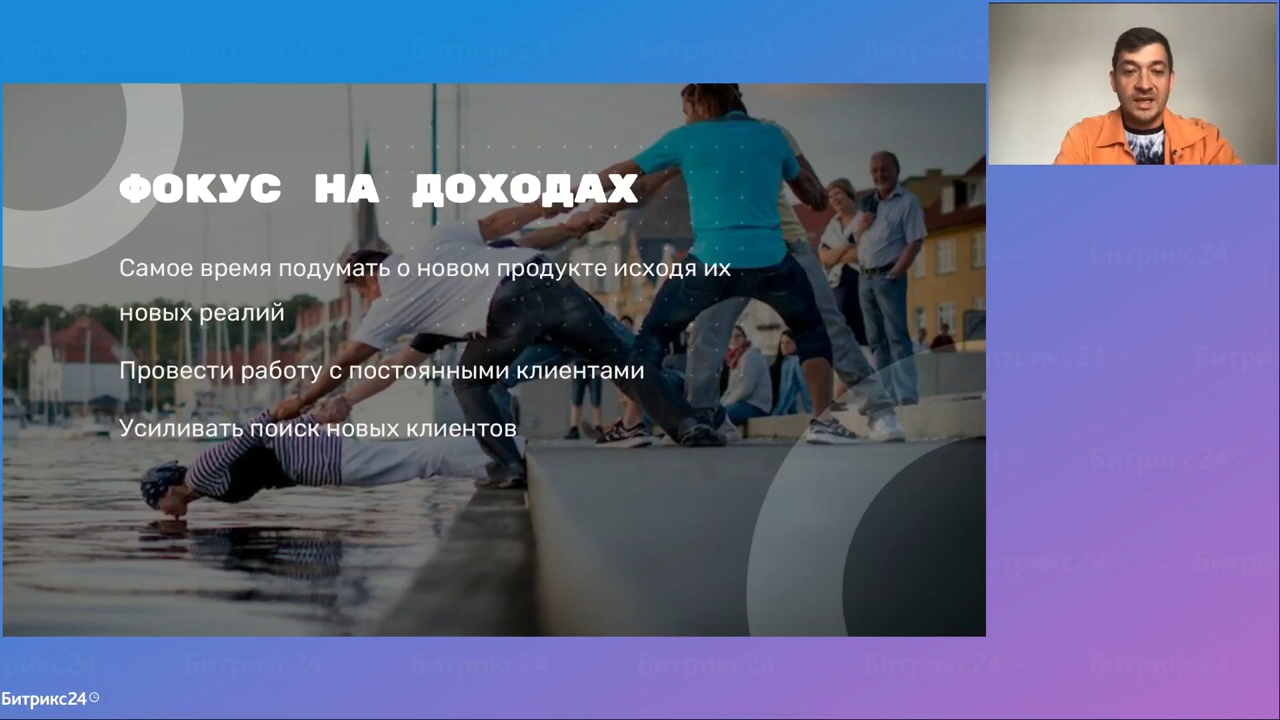 ФОКУС НА ДОХОДАХ
Самое время подумать о новом продукте исходя их
новых реалий
Провести работу с постоянными клиентами
Усиливать поиск новых клиентов
Битрикс24